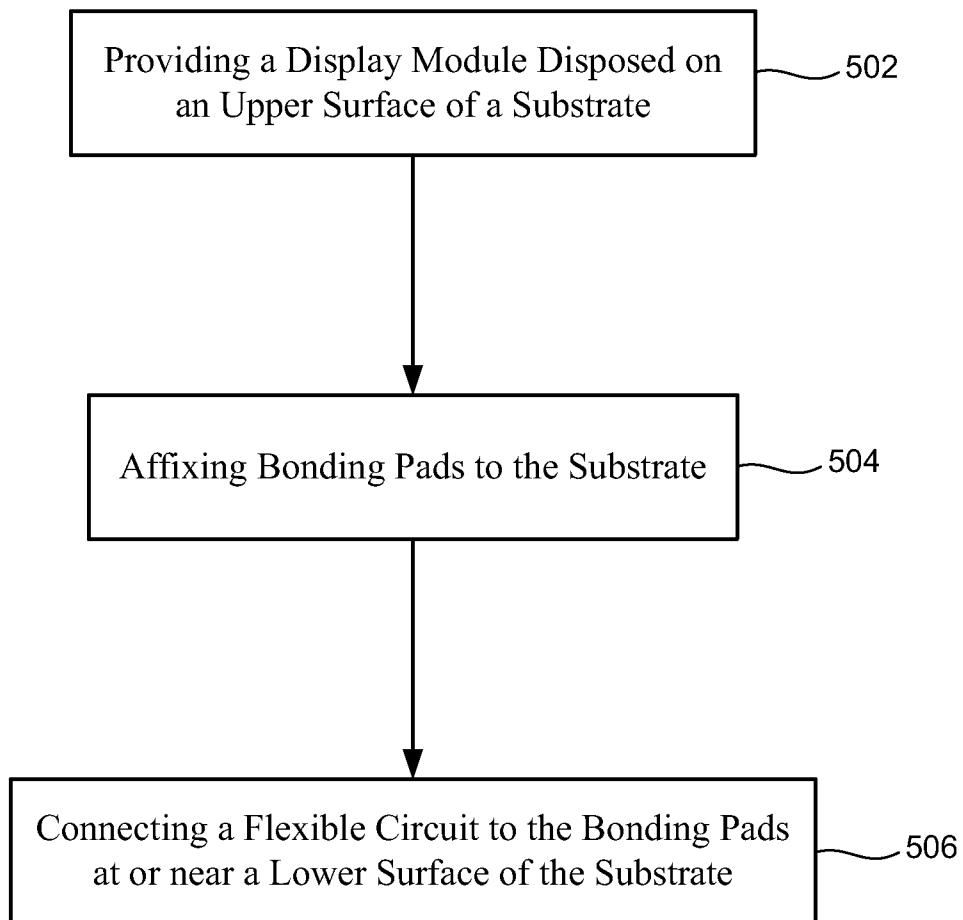 Providing a Display Module Disposed on
an Upper Surface of a Substrate
502
Affixing Bonding Pads to the Substrate
504
Connecting a Flexible Circuit to the Bonding Pads
at or near a Lower Surface of the Substrate
506